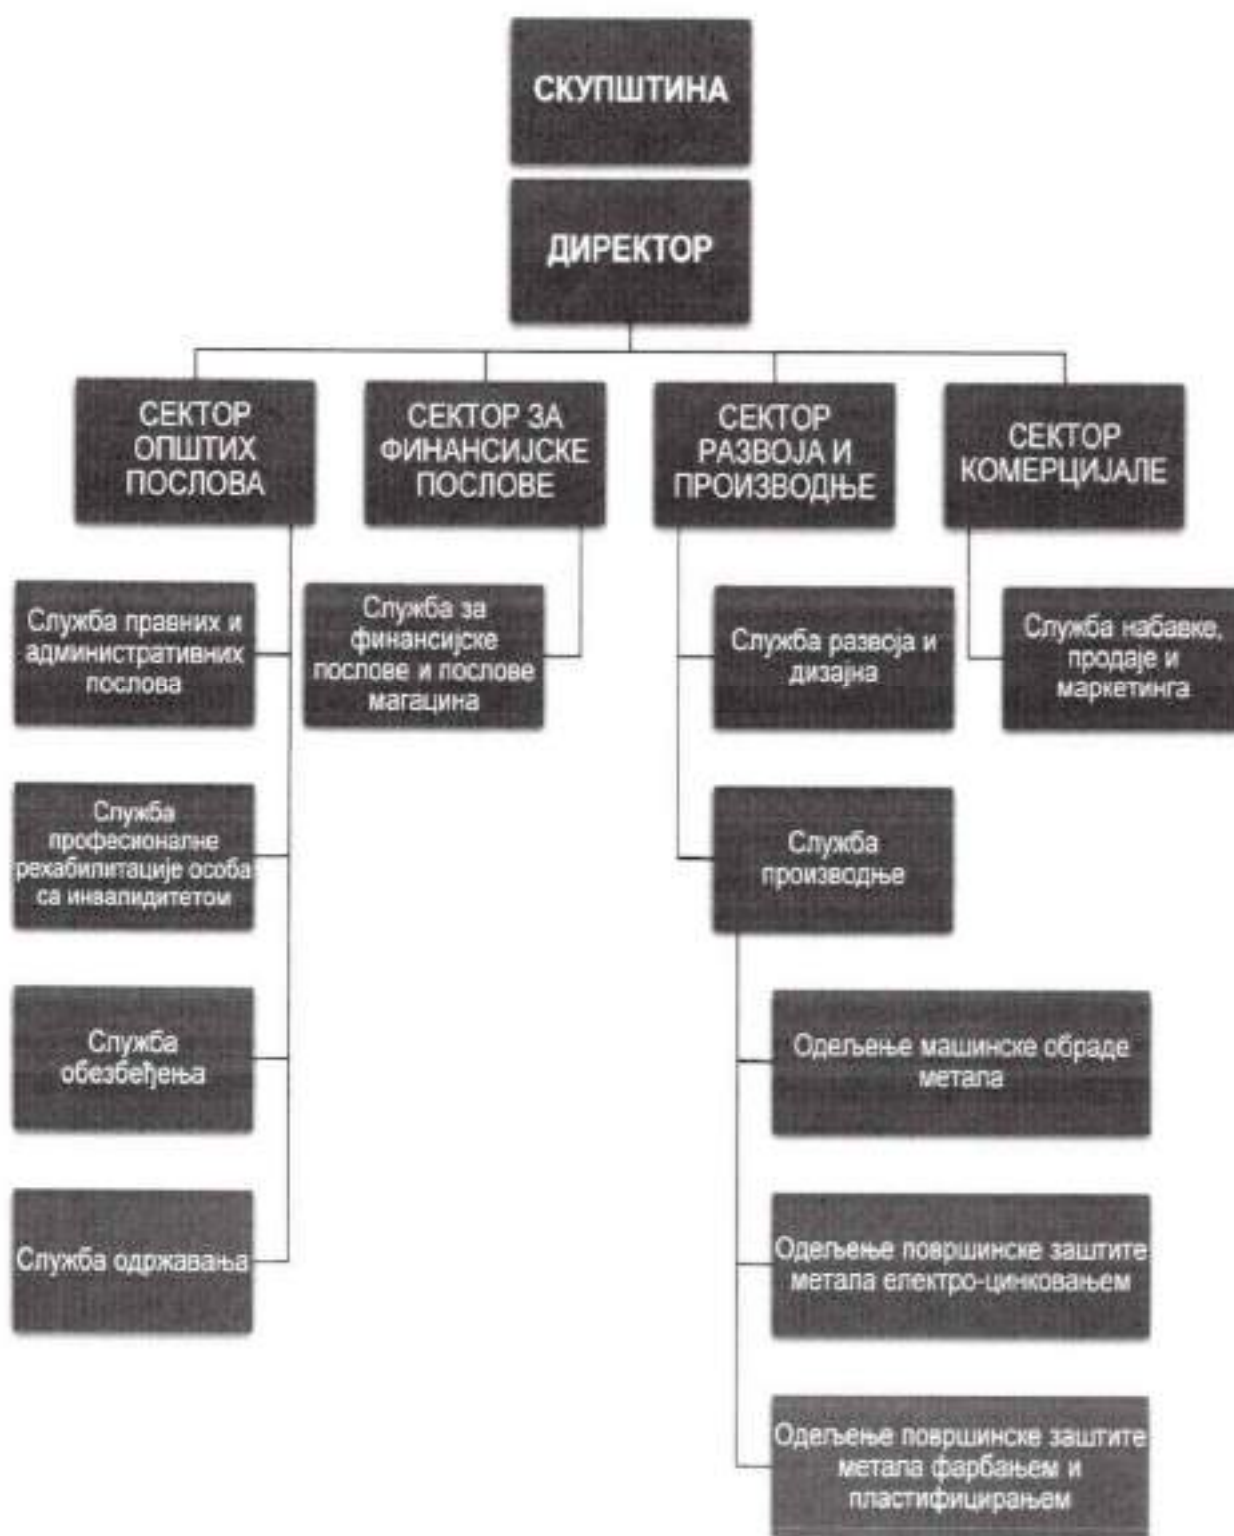 СКУПШТИНА
ДИРЕКТОР
СЕКТОР
ОПШТИХ
ПОСЛОВА
СЕКТОР ЗА
ФИНАНСИЈСКЕ
ПОСЛОВЕ
СЕКТОР
РАЗВОЈА И
ПРОИЗВОДЊЕ
СЕКТОР
КОМЕРЦИЈАЛЕ
Служба правних и
административних
послова
Служба за
финансијске
послове и послове
магацина
Служба развоја и
дизајна
Служба набавке,
продаје и
маркетинга
Служба
професионалне
рехабилитације особа
са инвалидитетом
Служба
производње
Служба
обезбеђења
Одељење машинске обраде
метала
Служба одржавања
Одељење површинске заштите
метала електро-цинковањем
Одељење површинске заштите
метала фарбањем и
пластифицирањем